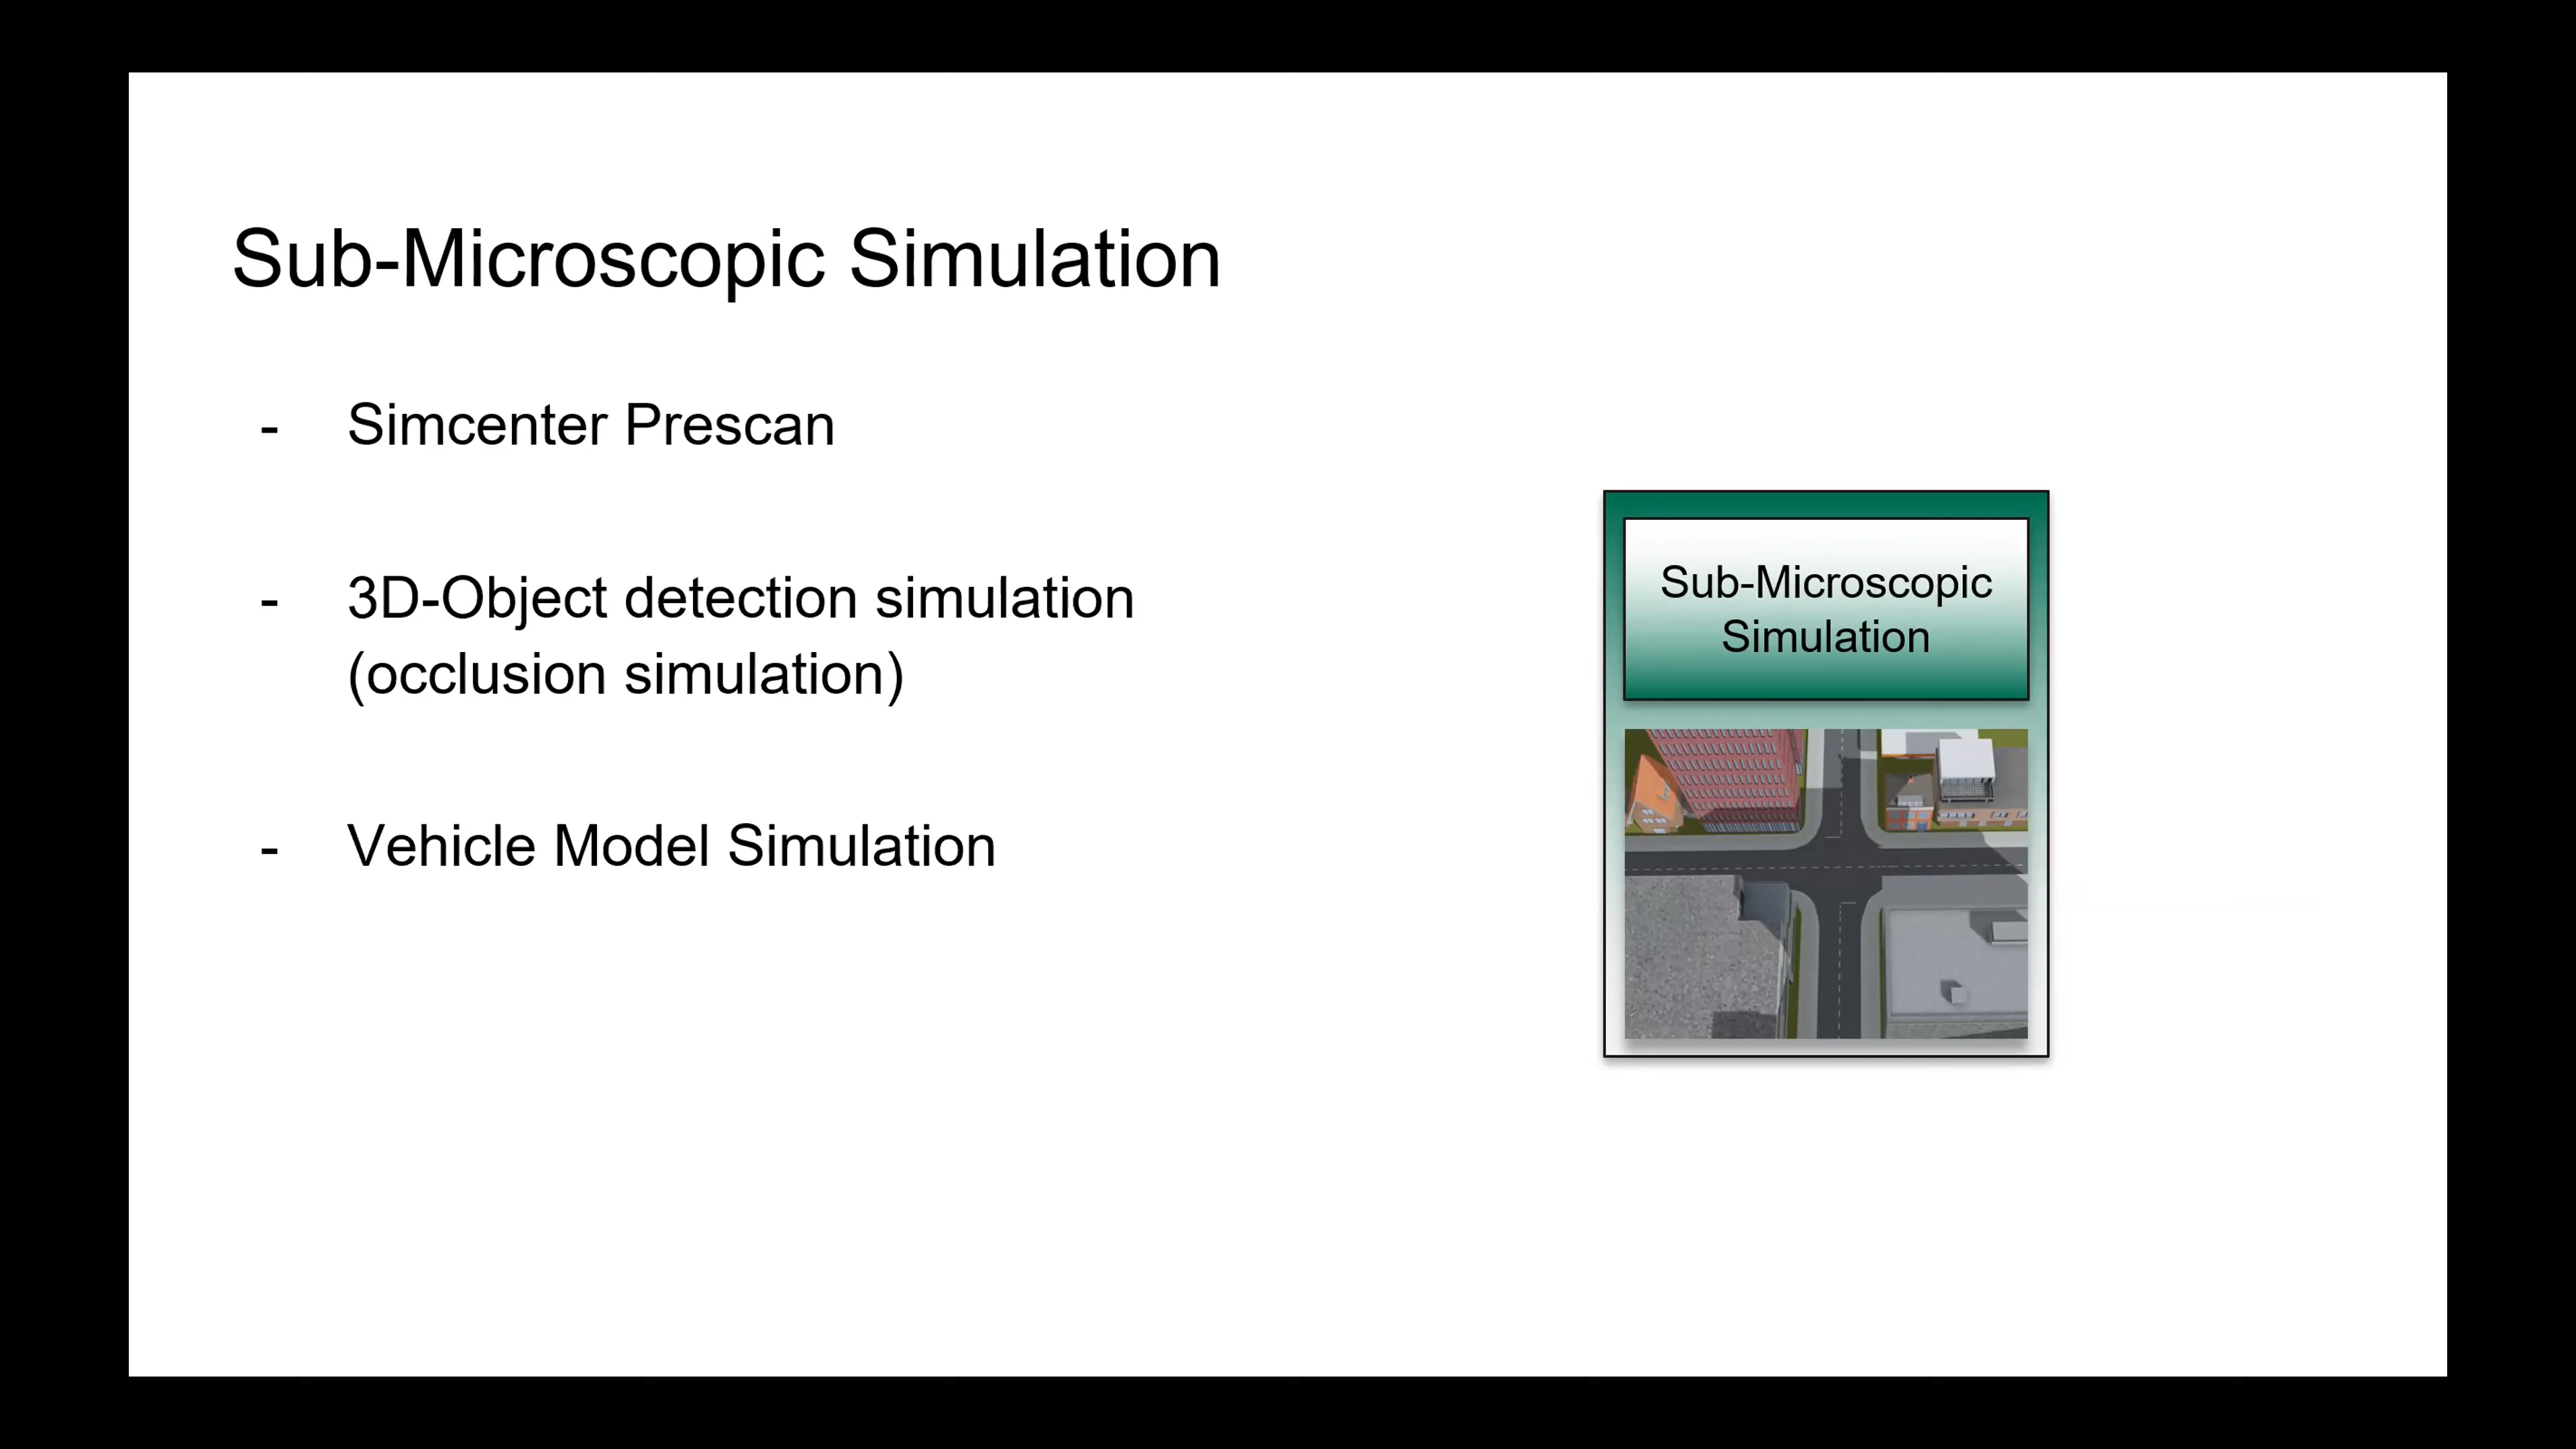 Sub-Microscopic Simulation
- Simcenter Prescan
- 3D-Object detection simulation
(occlusion simulation)
- Vehicle Model Simulation
Sub-Microscopic
Simulation